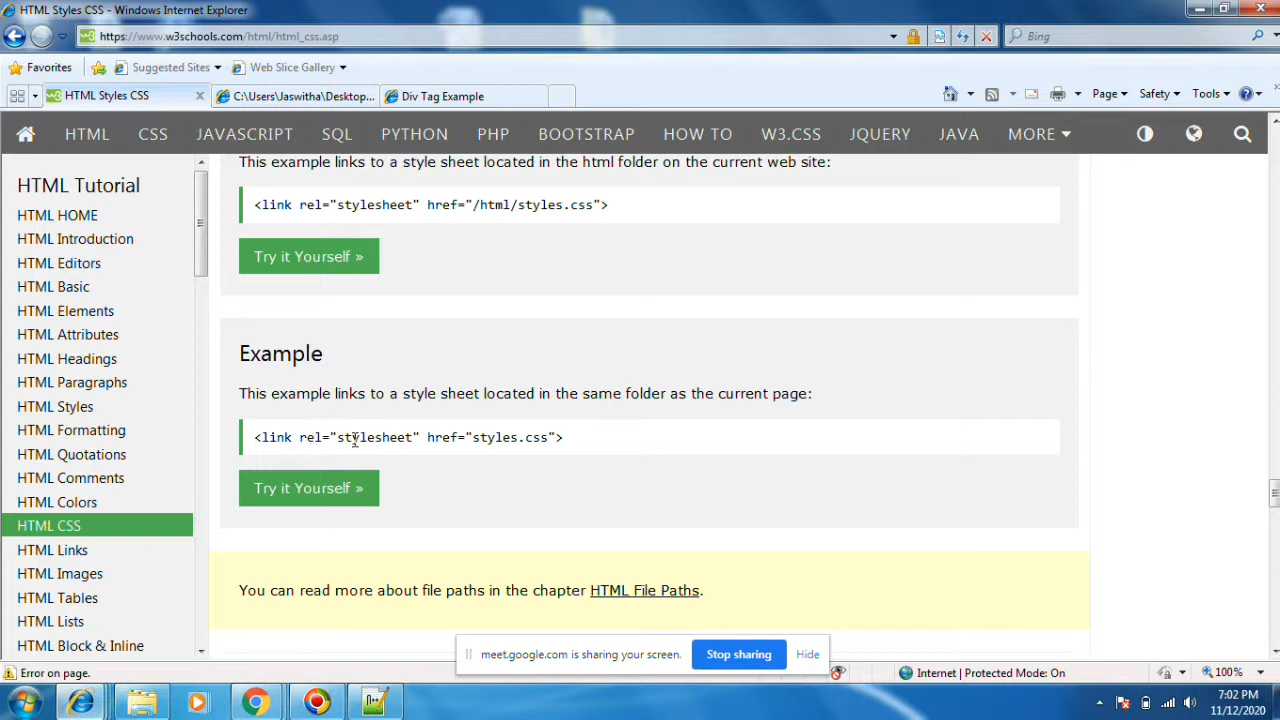 HTML Styles CSS - Windows Internet Explorer
https://www.w3schools.com/html/html_css.asp
Bing
Favorites
Suggested Sites
Web Slice Gallery
HTML Styles CSS
C:\Users\Jaswitha\Desktop...
Div Tag Example
Page
Safety
Tools
HTML CSS JAVASCRIPT SQL PYTHON PHP BOOTSTRAP HOW TO W3.CSS JQUERY JAVA MORE
HTML Tutorial
HTML HOME
HTML Introduction
HTML Editors
HTML Basic
HTML Elements
HTML Attributes
HTML Headings
HTML Paragraphs
HTML Styles
HTML Formatting
HTML Quotations
HTML Comments
HTML Colors
HTML CSS
HTML Links
HTML Images
HTML Tables
HTML Lists
HTML Block & Inline
This example links to a style sheet located in the html folder on the current web site:
<link rel="stylesheet" href="/html/styles.css">
Try it Yourself »
Example
This example links to a style sheet located in the same folder as the current page:
<link rel="stylesheet" href="styles.css">
Try it Yourself »
You can read more about file paths in the chapter HTML File Paths.
meet.google.com is sharing your screen.
Stop sharing
Hide
Error on page.
Internet | Protected Mode: On
100%
7:02 PM
11/12/2020